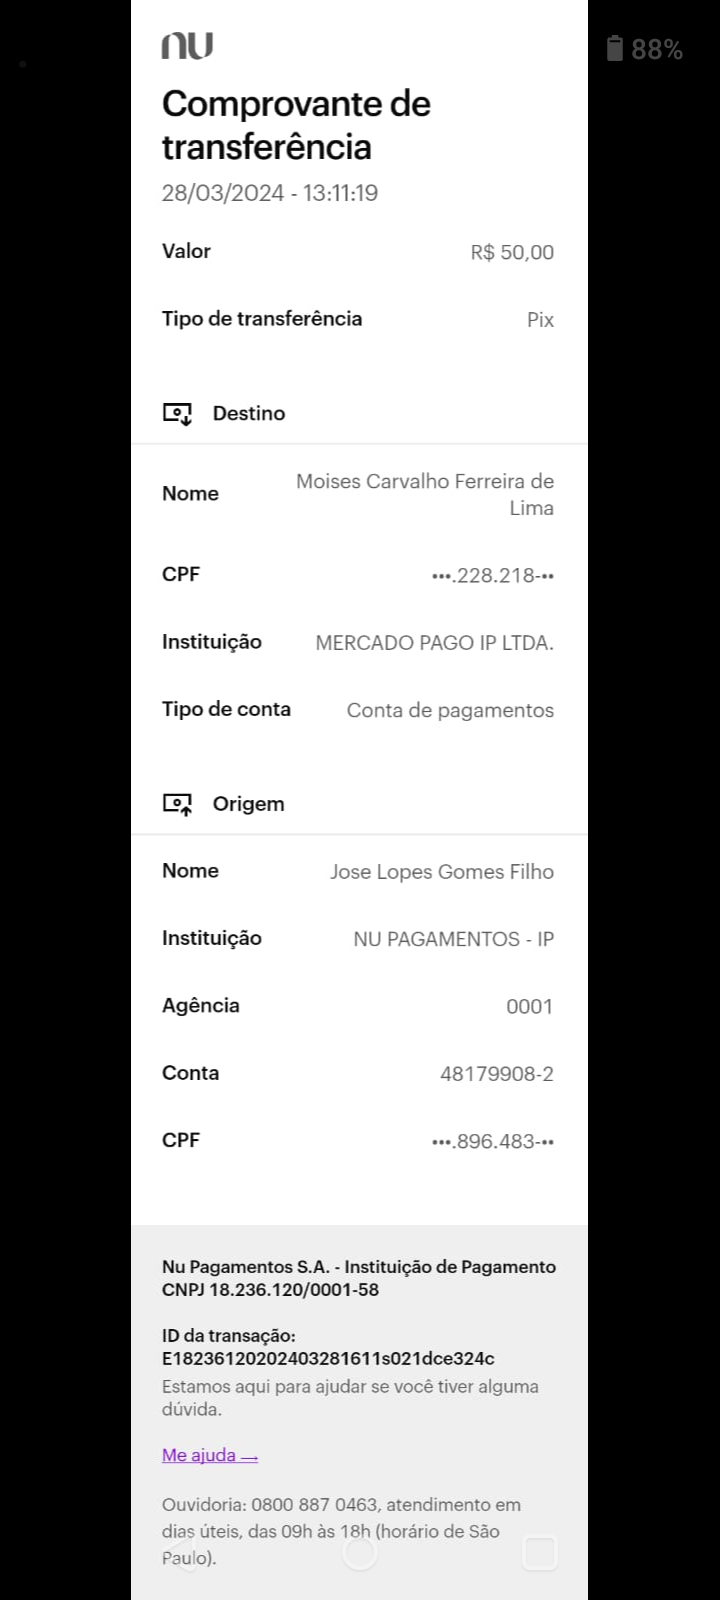 nu
88%
Comprovante de
transferência
28/03/2024 - 13:11:19
Valor R$ 50,00
Tipo de transferência Pix
Destino
Nome Moises Carvalho Ferreira de
Lima
CPF •••.228.218-••
Instituição MERCADO PAGO IP LTDA.
Tipo de conta Conta de pagamentos
Origem
Nome Jose Lopes Gomes Filho
Instituição NU PAGAMENTOS - IP
Agência 0001
Conta 48179908-2
CPF •••.896.483-••
Nu Pagamentos S.A. - Instituição de Pagamento
CNPJ 18.236.120/0001-58
ID da transação:
E18236120202403281611s021dce324c
Estamos aqui para ajudar se você tiver alguma
dúvida.
Me ajuda →
Ouvidoria: 0800 887 0463, atendimento em
dias úteis, das 09h às 18h (horário de São
Paulo).